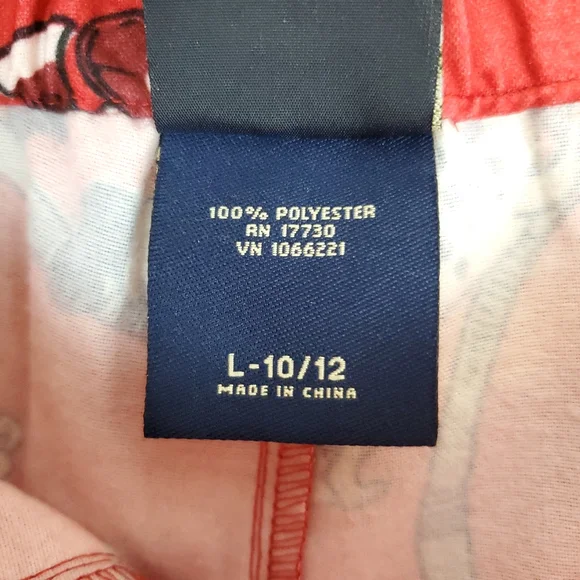 100% POLYESTER
RN 17730
VN 1066221
L-10/12
MADE IN CHINA